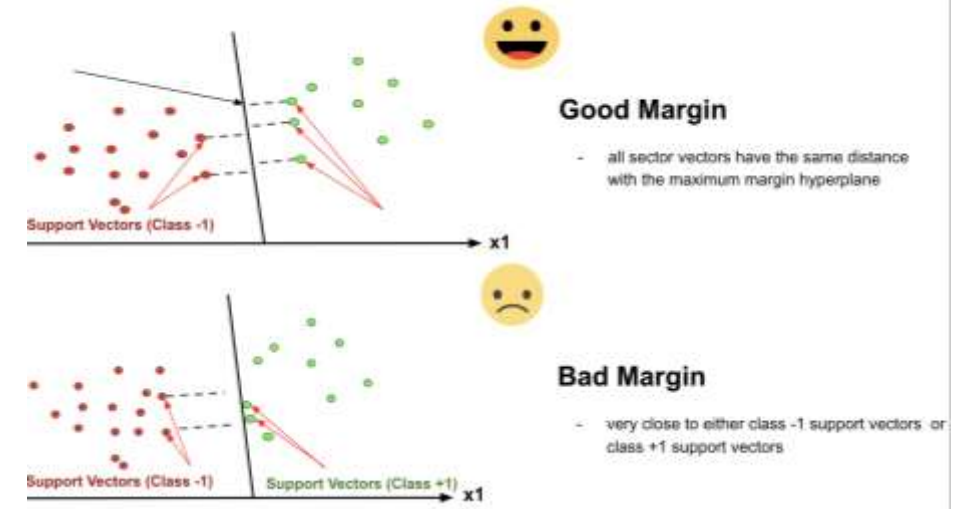 Good Margin
- all sector vectors have the same distance
with the maximum margin hyperplane
Support Vectors (Class -1)
x1
Bad Margin
- very close to either class -1 support vectors or
class +1 support vectors
Support Vectors (Class -1)
Support Vectors (Class +1)
x1